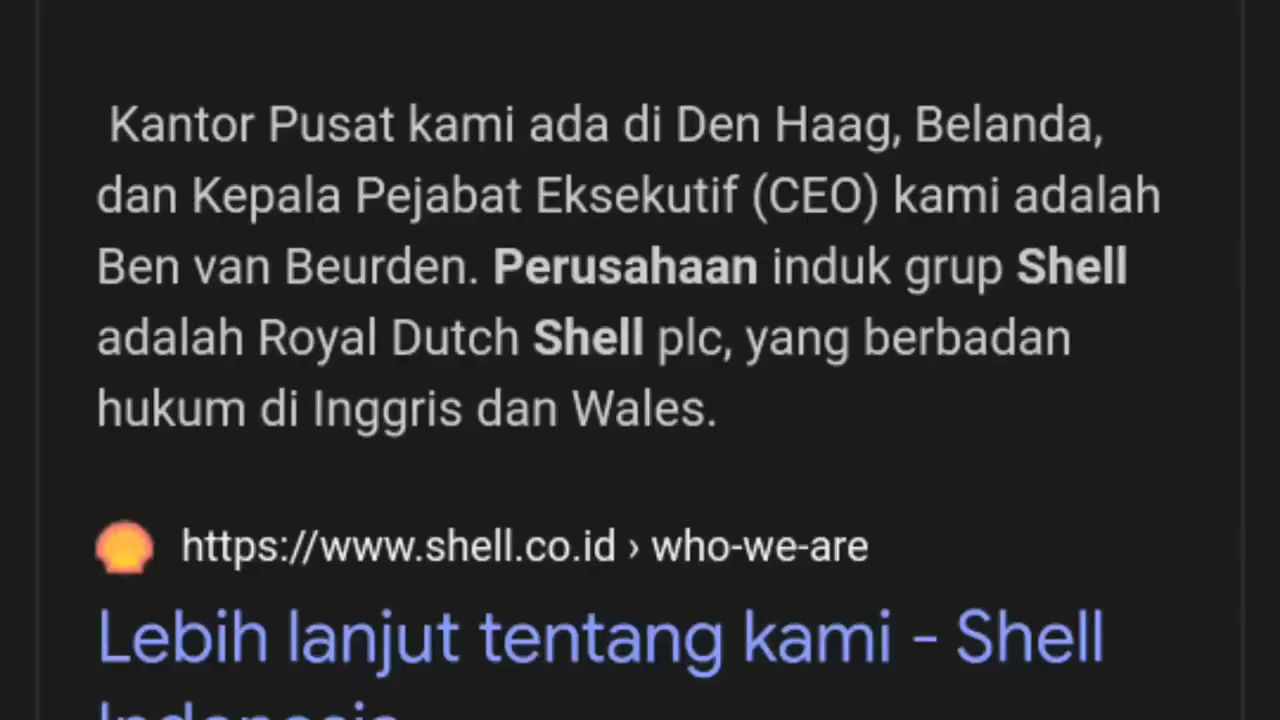 Kantor Pusat kami ada di Den Haag, Belanda,
dan Kepala Pejabat Eksekutif (CEO) kami adalah
Ben van Beurden. Perusahaan induk grup Shell
adalah Royal Dutch Shell plc, yang berbadan
hukum di Inggris dan Wales.
https://www.shell.co.id › who-we-are
Lebih lanjut tentang kami - Shell
Indonesia